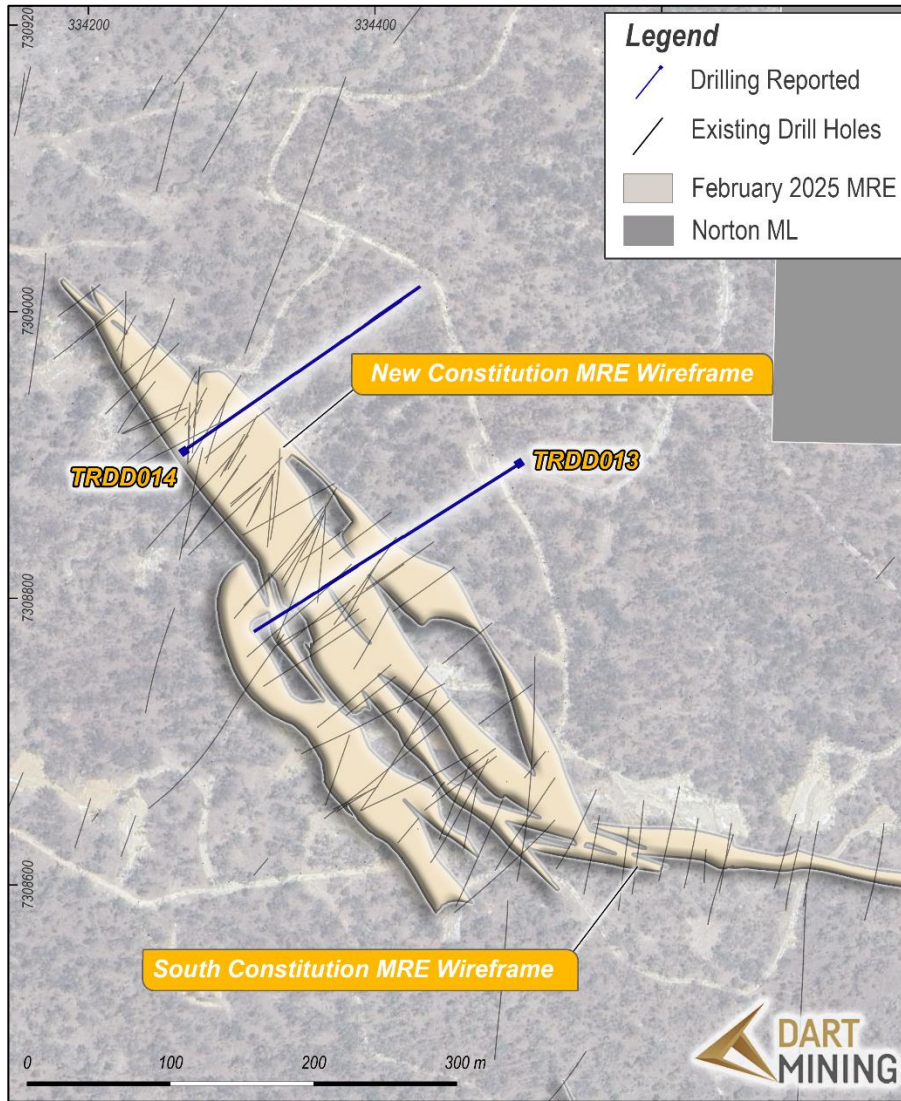 334200
334400
730920
7309000
7308800
7308600
Legend
Drilling Reported
Existing Drill Holes
February 2025 MRE
Norton ML
New Constitution MRE Wireframe
TRDD014
TRDD013
South Constitution MRE Wireframe
0 100 200 300 m
DART
MINING